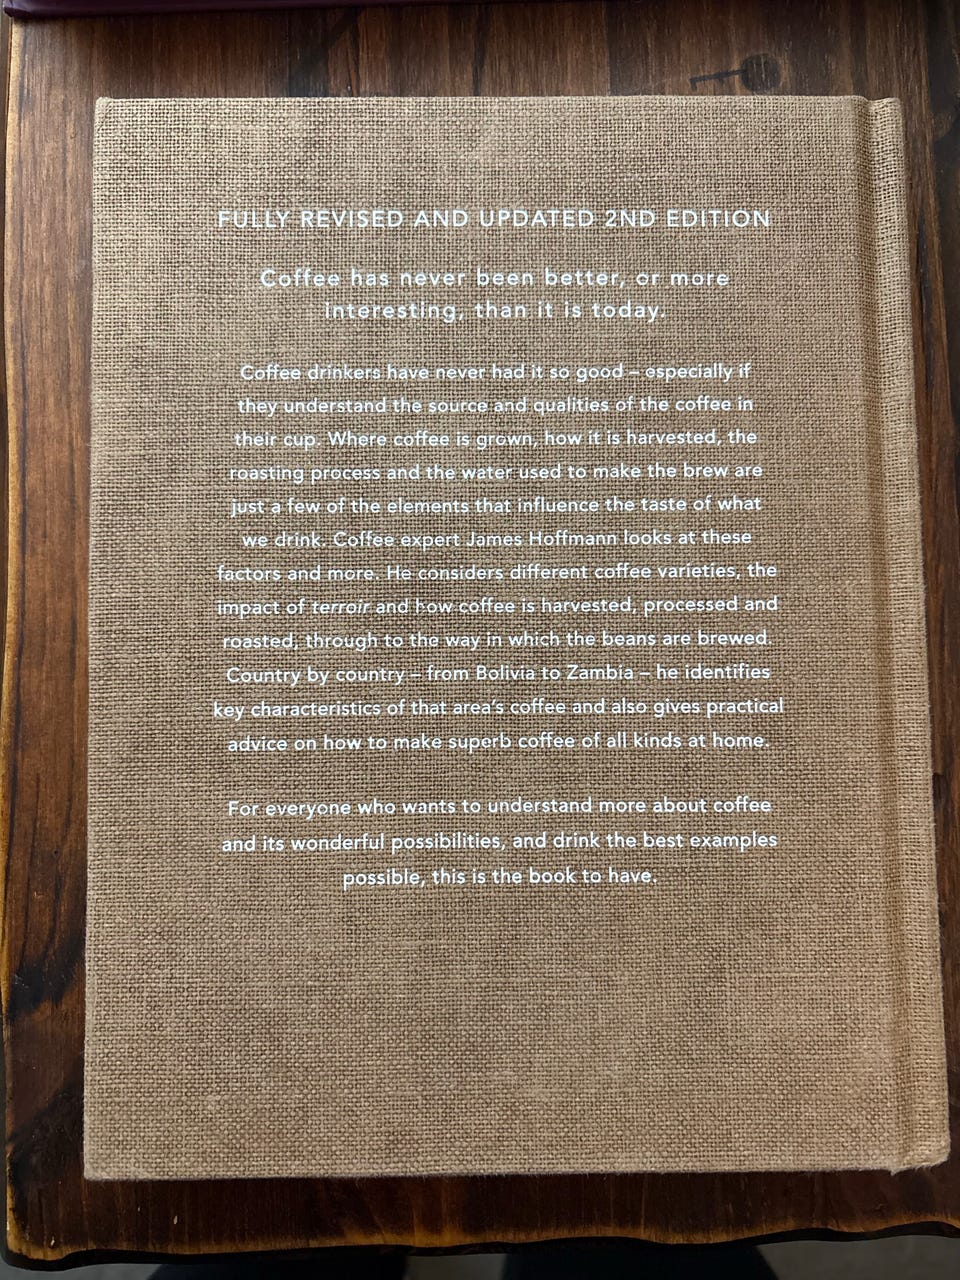 FULLY REVISED AND UPDATED 2ND EDITION
Coffee has never been better, or more
interesting, than it is today.
Coffee drinkers have never had it so good – especially if
they understand the source and qualities of the coffee in
their cup. Where coffee is grown, how it is harvested, the
roasting process and the water used to make the brew are
just a few of the elements that influence the taste of what
we drink. Coffee expert James Hoffmann looks at these
factors and more. He considers different coffee varieties, the
impact of terroir and how coffee is harvested, processed and
roasted, through to the way in which the beans are brewed.
Country by country – from Bolivia to Zambia – he identifies
key characteristics of that area's coffee and also gives practical
advice on how to make superb coffee of all kinds at home.
For everyone who wants to understand more about coffee
and its wonderful possibilities, and drink the best examples
possible, this is the book to have.